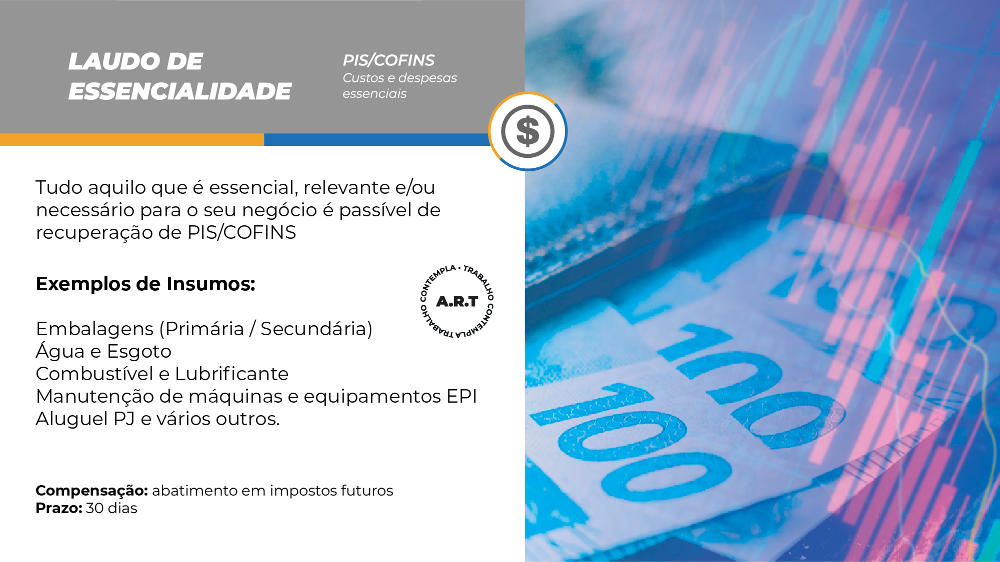 LAUDO DE
ESSENCIALIDADE
PIS/COFINS
Custos e despesas
essenciais
$
Tudo aquilo que é essencial, relevante e/ou
necessário para o seu negócio é passível de
recuperação de PIS/COFINS
Exemplos de Insumos:
CONTEMPLA • TRABALHO CONTEMPLA TRABALHO
A.R.T
Embalagens (Primária / Secundária)
Água e Esgoto
Combustível e Lubrificante
Manutenção de máquinas e equipamentos EPI
Aluguel PJ e vários outros.
Compensação: abatimento em impostos futuros
Prazo: 30 dias
100
100